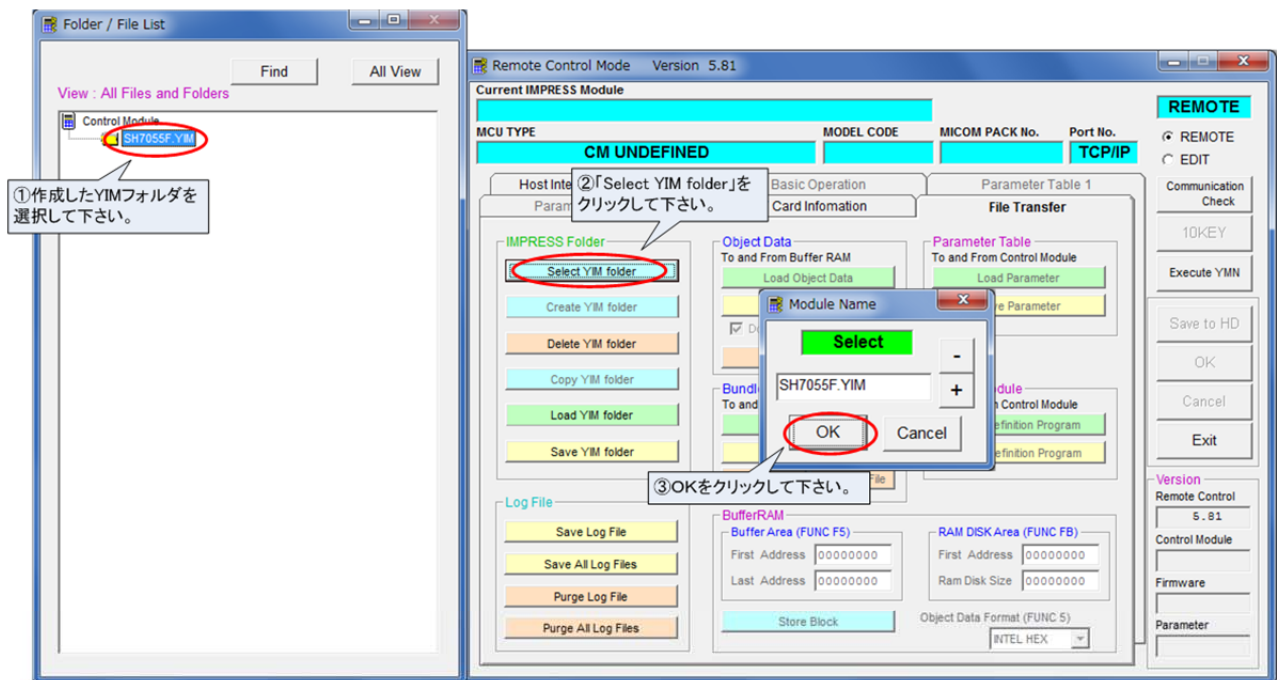 Folder / File List
Find
All View
View : All Files and Folders
Control Module
SH7055F.YIM
①作成したYIMフォルダを
選択して下さい。
Remote Control Mode Version 5.81
Current IMPRESS Module
MCU TYPE
MODEL CODE
MICOM PACK No.
Port No.
CM UNDEFINED
TCP/IP
REMOTE
REMOTE
EDIT
Communication
Check
10KEY
Execute YMN
Save to HD
OK
Cancel
Exit
Host Inte
Basic Operation
Parameter Table 1
Param
Card Infomation
File Transfer
②「Select YIM folder」を
クリックして下さい。
IMPRESS Folder
Select YIM folder
Create YIM folder
Delete YIM folder
Copy YIM folder
Load YIM folder
Save YIM folder
Object Data
To and From Buffer RAM
Load Object Data
Parameter Table
To and From Control Module
Load Parameter
ve Parameter
Module Name
Select
-
SH7055F.YIM
+
OK
Cancel
③OKをクリックして下さい。
Bundl
To and
dule
n Control Module
efinition Program
efinition Program
File
Log File
Save Log File
Save All Log Files
Purge Log File
Purge All Log Files
BufferRAM
Buffer Area (FUNC F5)
First Address 00000000
Last Address 00000000
RAM DISK Area (FUNC FB)
First Address 00000000
Ram Disk Size 00000000
Store Block
Object Data Format (FUNC 5)
INTEL HEX
Version
Remote Control
5.81
Control Module
Firmware
Parameter